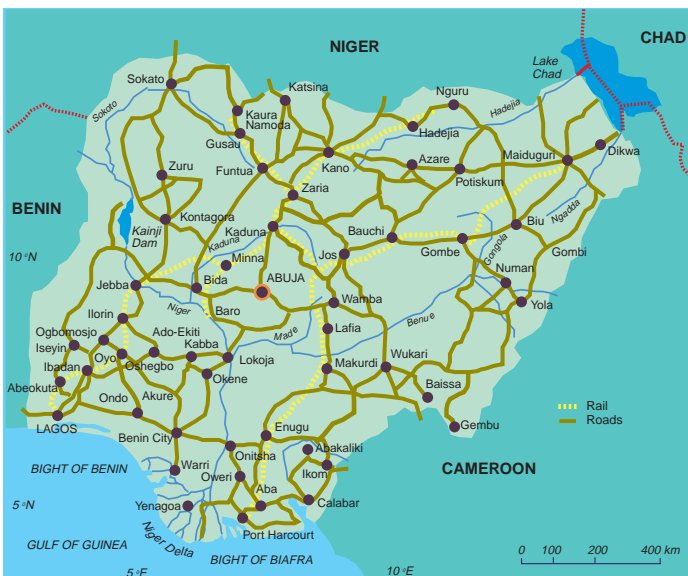 NIGER
CHAD
Lake
Chad
Sokato
Katsina
Nguru
Sokoto
Kaura
Namoda
Hadejia
Hadejia
Gusau
Dikwa
Zuru
Funtua
Kano
Azare
Maiduguri
Potiskum
Zaria
BENIN
Kontagora
Ngadda
Kainji
Dam
Kaduna
Kaduna
Bauchi
Biu
Minna
Jos
Gombe
Gongola
Gombi
10 °N
Jebba
Bida
ABUJA
Numan
Niger
Baro
Wamba
Yola
Ilorin
Benue
Ogbomosjo
Ado-Ekiti
Made
Lafia
Iseyin
Kabba
Ibadan
Oyo
Oshegbo
Lokoja
Wukari
Abeokuta
Okene
Makurdi
Baissa
Ondo
Akure
Rail
LAGOS
Roads
Benin City
Enugu
Gembu
Onitsha
Abakaliki
BIGHT OF BENIN
Warri
Oweri
Ikom
CAMEROON
Aba
5 °N
Yenagoa
Calabar
Niger Delta
Port Harcourt
GULF OF GUINEA
BIGHT OF BIAFRA
0 100 200 400 km
5 °E
10 °E